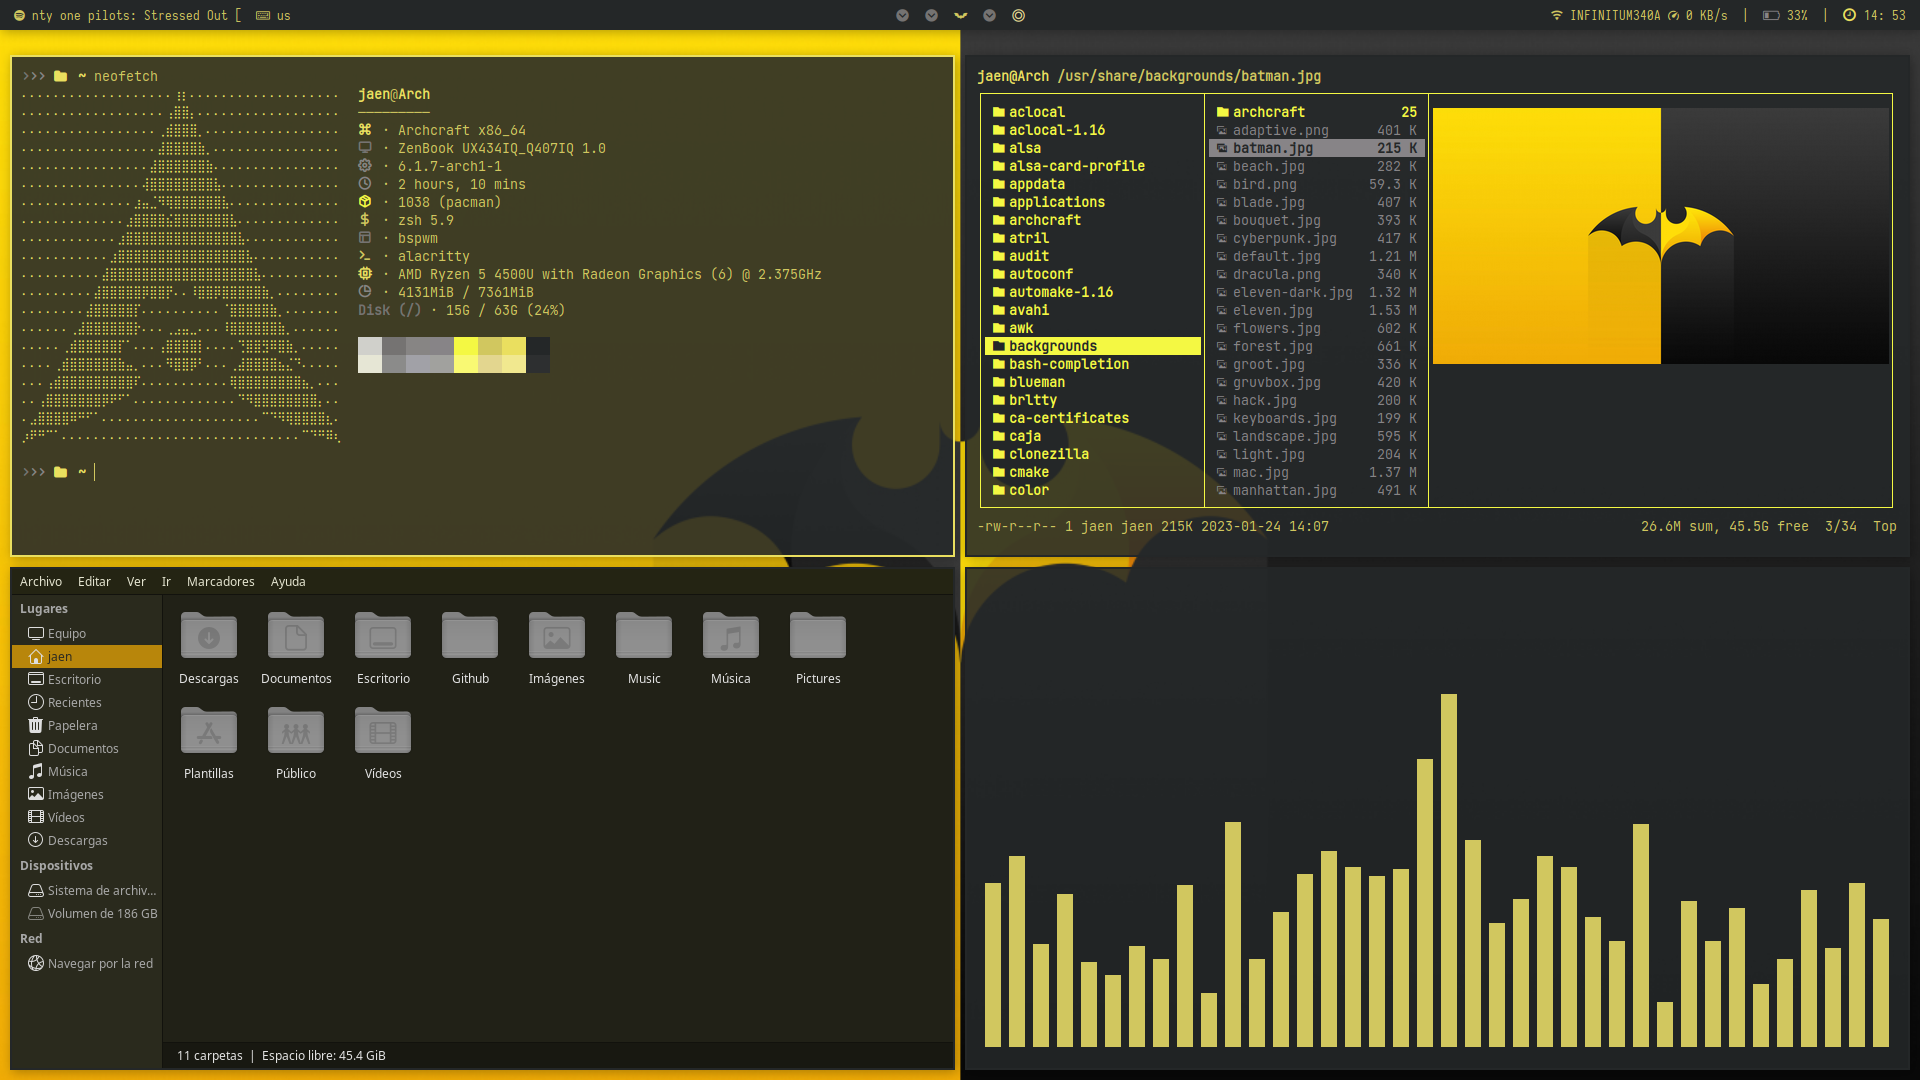 nty one pilots: Stressed Out [ us
INFINITUM340A 0 KB/s | 33% | 14: 53
>>> ~ neofetch
jaen@Arch
· Archcraft x86_64
· ZenBook UX434IQ_Q407IQ 1.0
· 6.1.7-arch1-1
· 2 hours, 10 mins
· 1038 (pacman)
$ · zsh 5.9
· bspwm
· alacritty
· AMD Ryzen 5 4500U with Radeon Graphics (6) @ 2.375GHz
· 4131MiB / 7361MiB
Disk (/) · 15G / 63G (24%)
>>> ~
jaen@Arch /usr/share/backgrounds/batman.jpg
aclocal
aclocal-1.16
alsa
alsa-card-profile
appdata
applications
archcraft
atril
audit
autoconf
automake-1.16
avahi
awk
backgrounds
bash-completion
blueman
brltty
ca-certificates
caja
clonezilla
cmake
color
archcraft 25
adaptive.png 401 K
batman.jpg 215 K
beach.jpg 282 K
bird.png 59.3 K
blade.jpg 407 K
bouquet.jpg 393 K
cyberpunk.jpg 417 K
default.jpg 1.21 M
dracula.png 340 K
eleven-dark.jpg 1.32 M
eleven.jpg 1.53 M
flowers.jpg 602 K
forest.jpg 661 K
groot.jpg 336 K
gruvbox.jpg 420 K
hack.jpg 200 K
keyboards.jpg 199 K
landscape.jpg 595 K
light.jpg 204 K
mac.jpg 1.37 M
manhattan.jpg 491 K
-rw-r--r-- 1 jaen jaen 215K 2023-01-24 14:07
26.6M sum, 45.5G free 3/34 Top
Archivo Editar Ver Ir Marcadores Ayuda
Lugares
Equipo
jaen
Escritorio
Recientes
Papelera
Documentos
Música
Imágenes
Vídeos
Descargas
Dispositivos
Sistema de archiv...
Volumen de 186 GB
Red
Navegar por la red
Descargas Documentos Escritorio Github Imágenes Music Música Pictures
Plantillas Público Vídeos
11 carpetas | Espacio libre: 45.4 GiB